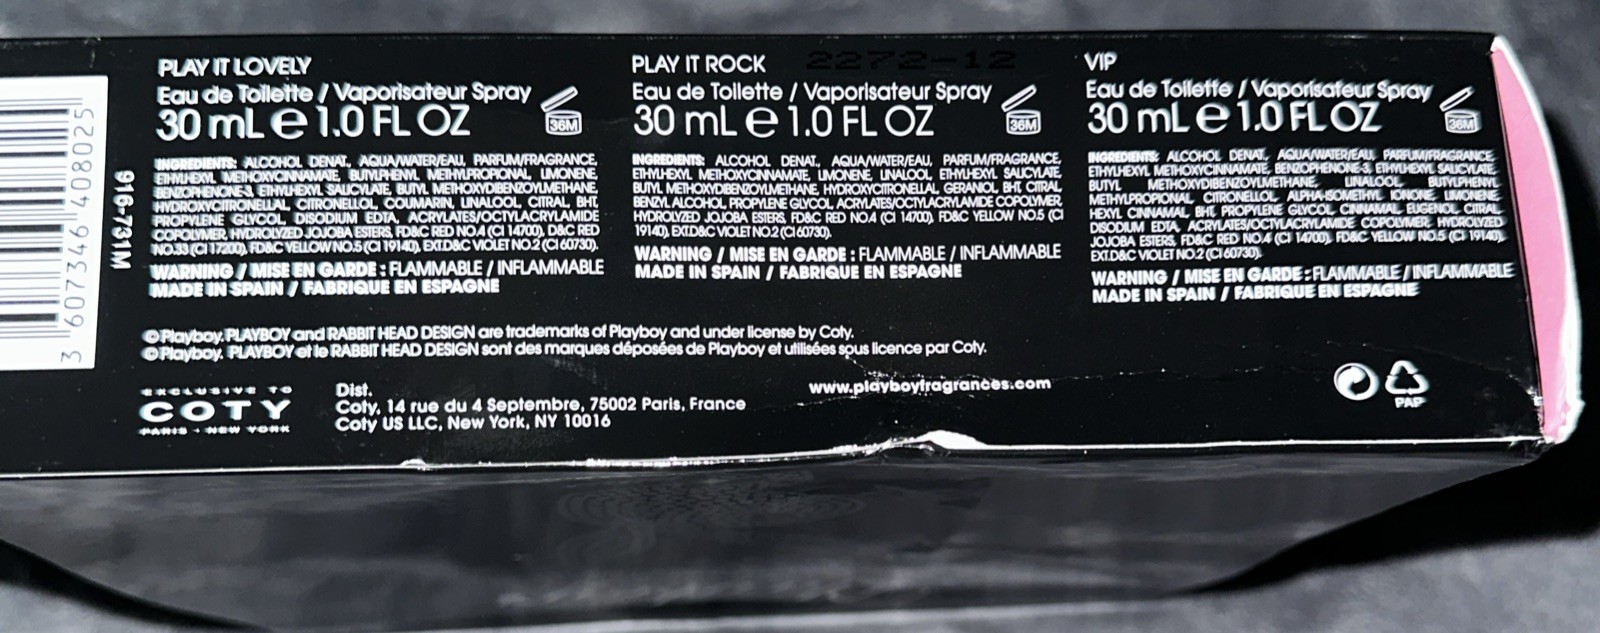 3 607346 408025
916-731M
PLAY IT LOVELY
Eau de Toilette / Vaporisateur Spray
30 mL e 1.0 FL OZ
36M
INGREDIENTS: ALCOHOL DENAT., AQUA/WATER/EAU, PARFUM/FRAGRANCE,
ETHYLHEXYL METHOXYCINNAMATE, BUTYLPHENYL METHYLPROPIONAL, LIMONENE,
BENZOPHENONE-3, ETHYLHEXYL SALICYLATE, BUTYL METHOXYDIBENZOYLMETHANE,
HYDROXYCITRONELLAL, CITRONELLOL, COUMARIN, LINALOOL, CITRAL, BHT,
PROPYLENE GLYCOL, DISODIUM EDTA, ACRYLATES/OCTYLACRYLAMIDE
COPOLYMER, HYDROLYZED JOJOBA ESTERS, FD&C RED NO.4 (CI 14700), D&C RED
NO.33 (CI 17200), FD&C YELLOW NO.5 (CI 19140), EXT.D&C VIOLET NO.2 (CI 60730).
WARNING / MISE EN GARDE : FLAMMABLE / INFLAMMABLE
MADE IN SPAIN / FABRIQUE EN ESPAGNE
PLAY IT ROCK
2272-12
Eau de Toilette / Vaporisateur Spray
30 mL e 1.0 FL OZ
36M
INGREDIENTS: ALCOHOL DENAT., AQUA/WATER/EAU, PARFUM/FRAGRANCE,
ETHYLHEXYL METHOXYCINNAMATE, LIMONENE, LINALOOL, ETHYLHEXYL SALICYLATE,
BUTYL METHOXYDIBENZOYLMETHANE, HYDROXYCITRONELLAL, GERANIOL, BHT, CITRAL,
BENZYL ALCOHOL, PROPYLENE GLYCOL, ACRYLATES/OCTYLACRYLAMIDE COPOLYMER,
HYDROLYZED JOJOBA ESTERS, FD&C RED NO.4 (CI 14700), FD&C YELLOW NO.5 (CI
19140), EXT.D&C VIOLET NO.2 (CI 60730).
WARNING / MISE EN GARDE : FLAMMABLE / INFLAMMABLE
MADE IN SPAIN / FABRIQUE EN ESPAGNE
VIP
Eau de Toilette / Vaporisateur Spray
30 mL e 1.0 FL OZ
36M
INGREDIENTS: ALCOHOL DENAT., AQUA/WATER/EAU, PARFUM/FRAGRANCE,
ETHYLHEXYL METHOXYCINNAMATE, BENZOPHENONE-3, ETHYLHEXYL SALICYLATE,
BUTYL METHOXYDIBENZOYLMETHANE, LINALOOL, BUTYLPHENYL
METHYLPROPIONAL, CITRONELLOL, ALPHA-ISOMETHYL IONONE, LIMONENE,
HEXYL CINNAMAL, BHT, PROPYLENE GLYCOL, CINNAMAL, EUGENOL, CITRAL,
DISODIUM EDTA, ACRYLATES/OCTYLACRYLAMIDE COPOLYMER, HYDROLYZED
JOJOBA ESTERS, FD&C RED NO.4 (CI 14700), FD&C YELLOW NO.5 (CI 19140),
EXT.D&C VIOLET NO.2 (CI 60730).
WARNING / MISE EN GARDE : FLAMMABLE / INFLAMMABLE
MADE IN SPAIN / FABRIQUE EN ESPAGNE
© Playboy. PLAYBOY and RABBIT HEAD DESIGN are trademarks of Playboy and under license by Coty.
© Playboy. PLAYBOY et le RABBIT HEAD DESIGN sont des marques déposées de Playboy et utilisées sous licence par Coty.
EXCLUSIVE TO
COTY
PARIS - NEW YORK
Dist.
Coty, 14 rue du 4 Septembre, 75002 Paris, France
Coty US LLC, New York, NY 10016
www.playboyfragrances.com
PAP